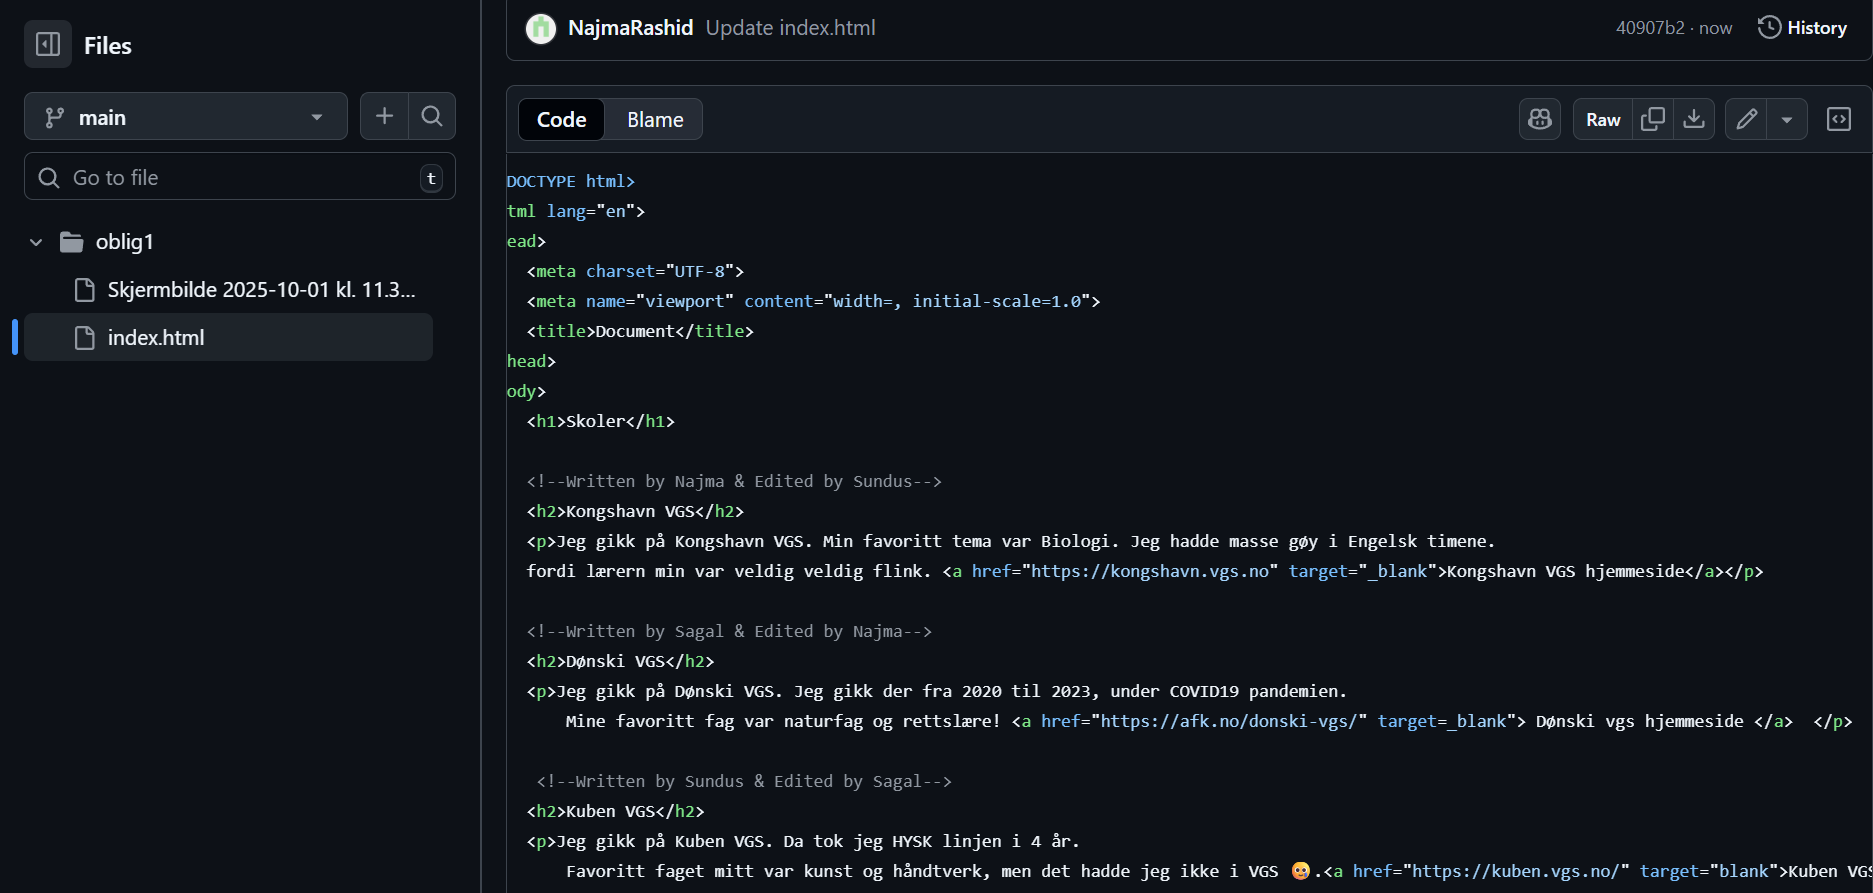 Files
main
Go to file
t
oblig1
Skjermbilde 2025-10-01 kl. 11.3...
index.html
NajmaRashid Update index.html 40907b2 · now History
Code Blame Raw
DOCTYPE html>
tml lang="en">
ead>
<meta charset="UTF-8">
<meta name="viewport" content="width=, initial-scale=1.0">
<title>Document</title>
head>
ody>
<h1>Skoler</h1>
<!--Written by Najma & Edited by Sundus-->
<h2>Kongshavn VGS</h2>
<p>Jeg gikk på Kongshavn VGS. Min favoritt tema var Biologi. Jeg hadde masse gøy i Engelsk timene.
fordi lærern min var veldig veldig flink. <a href="https://kongshavn.vgs.no" target="_blank">Kongshavn VGS hjemmeside</a></p>
<!--Written by Sagal & Edited by Najma-->
<h2>Dønski VGS</h2>
<p>Jeg gikk på Dønski VGS. Jeg gikk der fra 2020 til 2023, under COVID19 pandemien.
Mine favoritt fag var naturfag og rettslære! <a href="https://afk.no/donski-vgs/" target=_blank"> Dønski vgs hjemmeside </a>  </p>
<!--Written by Sundus & Edited by Sagal-->
<h2>Kuben VGS</h2>
<p>Jeg gikk på Kuben VGS. Da tok jeg HYSK linjen i 4 år.
Favoritt faget mitt var kunst og håndtverk, men det hadde jeg ikke i VGS 🥲.<a href="https://kuben.vgs.no/" target="blank">Kuben VGS